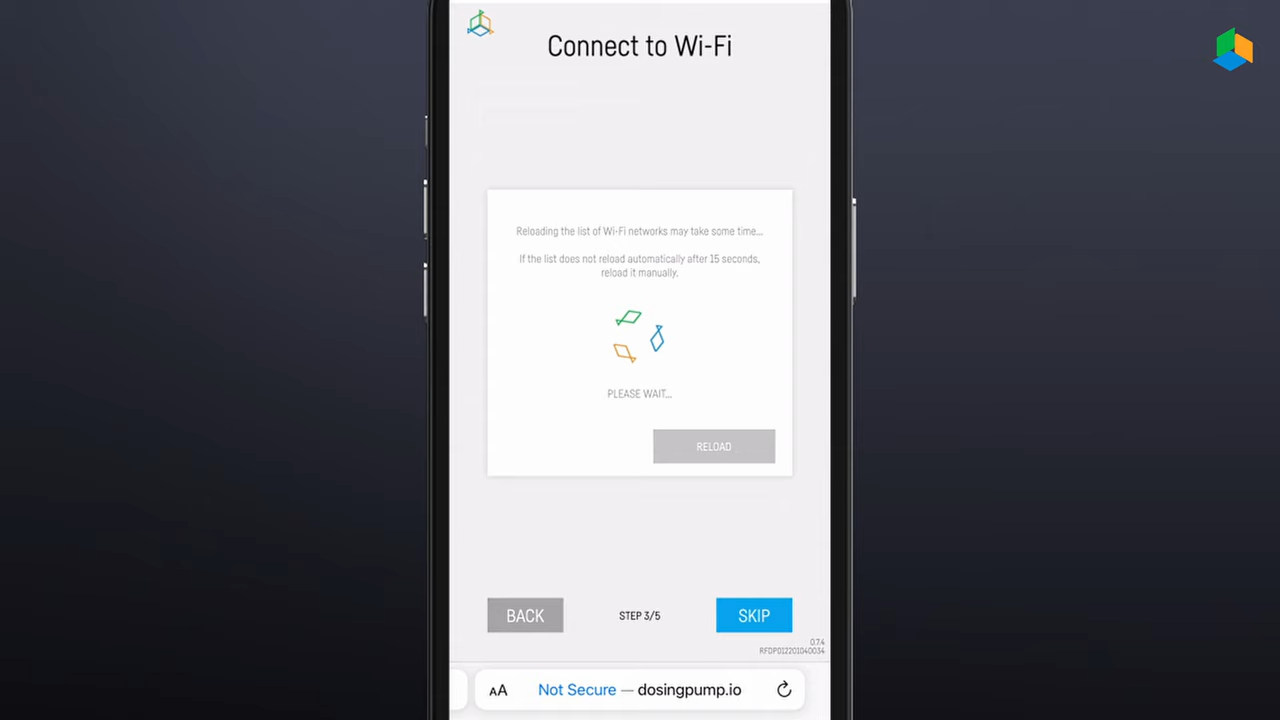 Connect to Wi-Fi
Reloading the list of Wi-Fi networks may take some time...
If the list does not reload automatically after 15 seconds,
reload it manually.
PLEASE WAIT...
RELOAD
BACK
STEP 3/5
SKIP
0.7.4
RFDP012201040034
AA
Not Secure — dosingpump.io